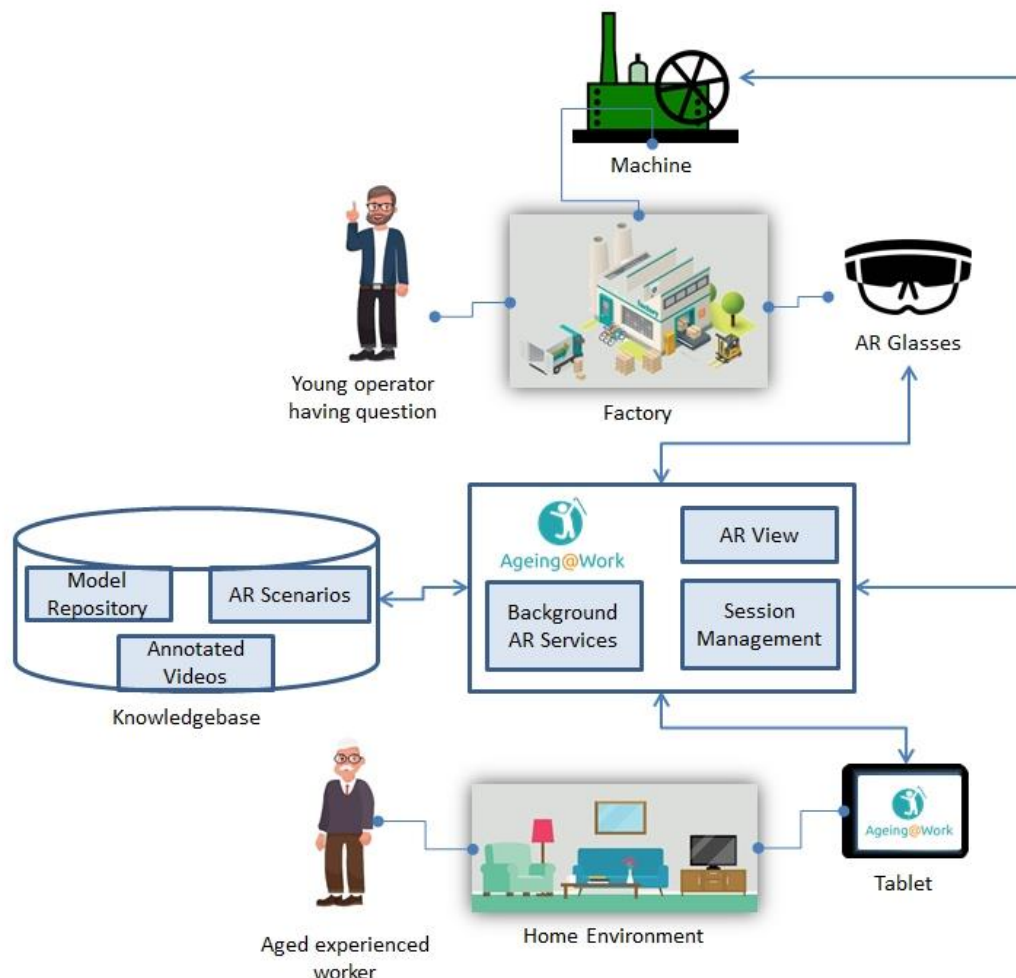 Machine
AR Glasses
Young operator
having question
Factory
Ageing@Work
AR View
Background
AR Services
Session
Management
Model
Repository
AR Scenarios
Annotated
Videos
Knowledgebase
Ageing@Work
Tablet
Home Environment
Aged experienced
worker